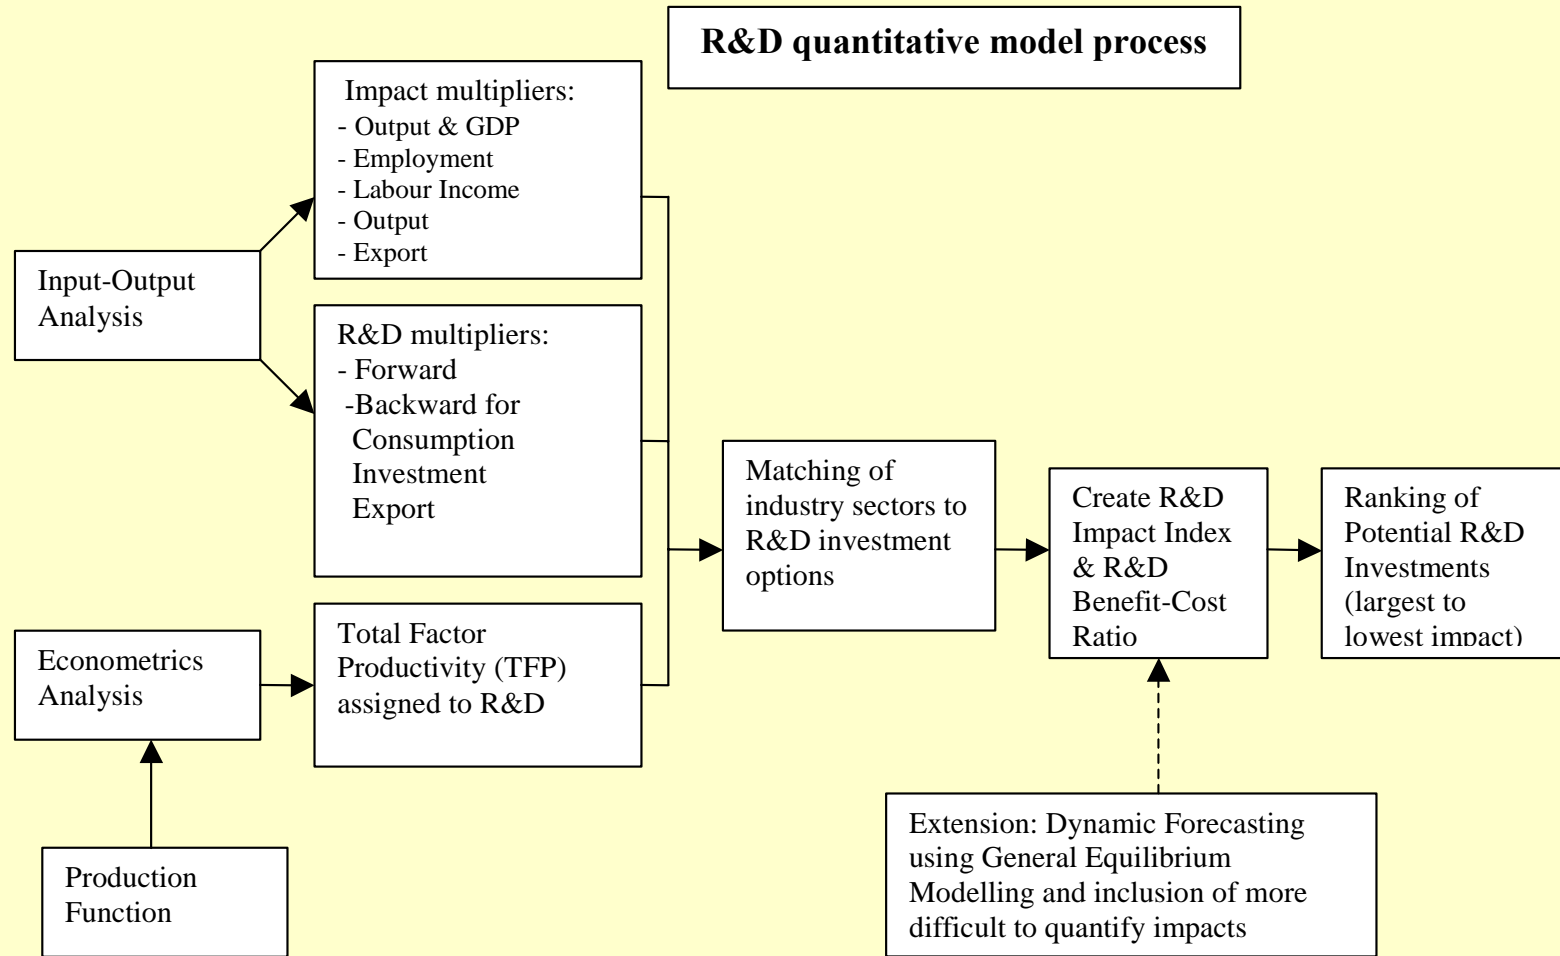 R&D quantitative model process
Impact multipliers:
- Output & GDP
- Employment
- Labour Income
- Output
- Export
Input-Output
Analysis
R&D multipliers:
- Forward
-Backward for
Consumption
Investment
Export
Matching of
industry sectors to
R&D investment
options
Create R&D
Impact Index
& R&D
Benefit-Cost
Ratio
Ranking of
Potential R&D
Investments
(largest to
lowest impact)
Total Factor
Productivity (TFP)
assigned to R&D
Econometrics
Analysis
Production
Function
Extension: Dynamic Forecasting
using General Equilibrium
Modelling and inclusion of more
difficult to quantify impacts